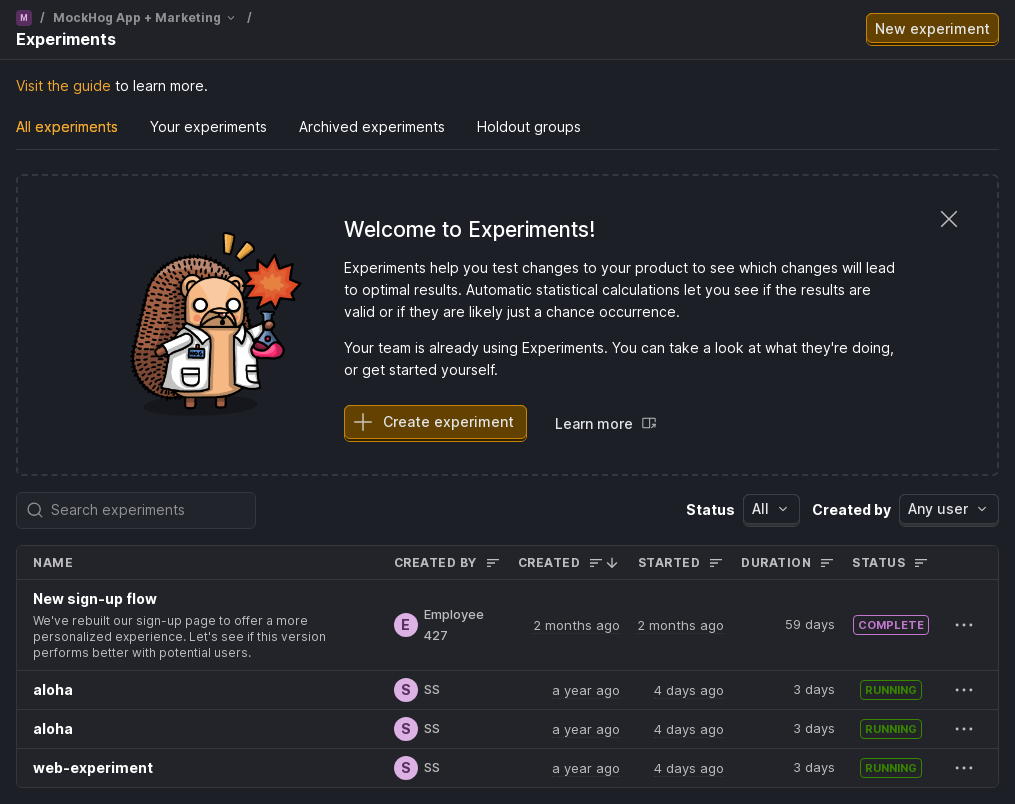 M / MockHog App + Marketing /
Experiments
New experiment
Visit the guide to learn more.
All experiments Your experiments Archived experiments Holdout groups
Welcome to Experiments!
Experiments help you test changes to your product to see which changes will lead
to optimal results. Automatic statistical calculations let you see if the results are
valid or if they are likely just a chance occurrence.
Your team is already using Experiments. You can take a look at what they're doing,
or get started yourself.
Create experiment Learn more
Search experiments Status All Created by Any user
NAME CREATED BY CREATED STARTED DURATION STATUS
New sign-up flow
We've rebuilt our sign-up page to offer a more
personalized experience. Let's see if this version
performs better with potential users.
E Employee
427
2 months ago 2 months ago 59 days COMPLETE
aloha S SS a year ago 4 days ago 3 days RUNNING
aloha S SS a year ago 4 days ago 3 days RUNNING
web-experiment S SS a year ago 4 days ago 3 days RUNNING